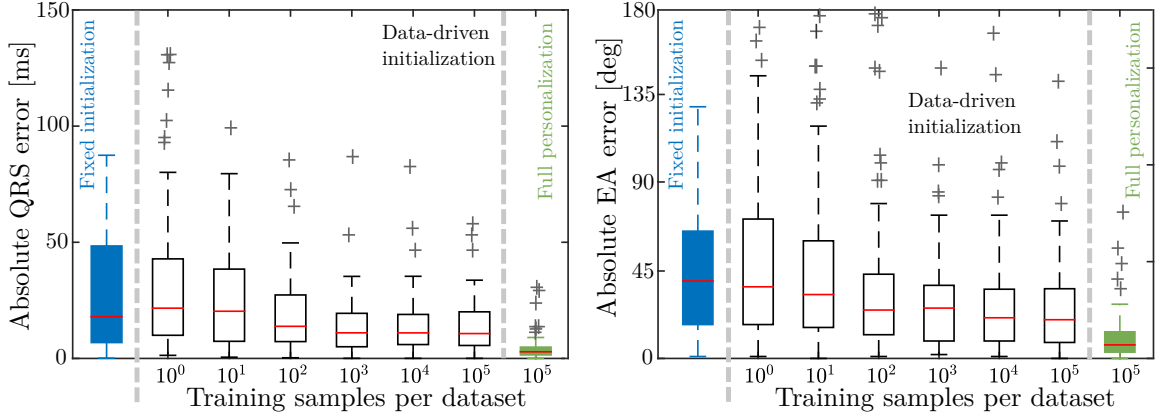 Absolute QRS error [ms]
150
100
50
0
Fixed initialization
Data-driven
initialization
Full personalization
10^0 10^1 10^2 10^3 10^4 10^5 10^5
Training samples per dataset
Absolute EA error [deg]
180
135
90
45
0
Fixed initialization
Data-driven
initialization
Full personalization
10^0 10^1 10^2 10^3 10^4 10^5 10^5
Training samples per dataset